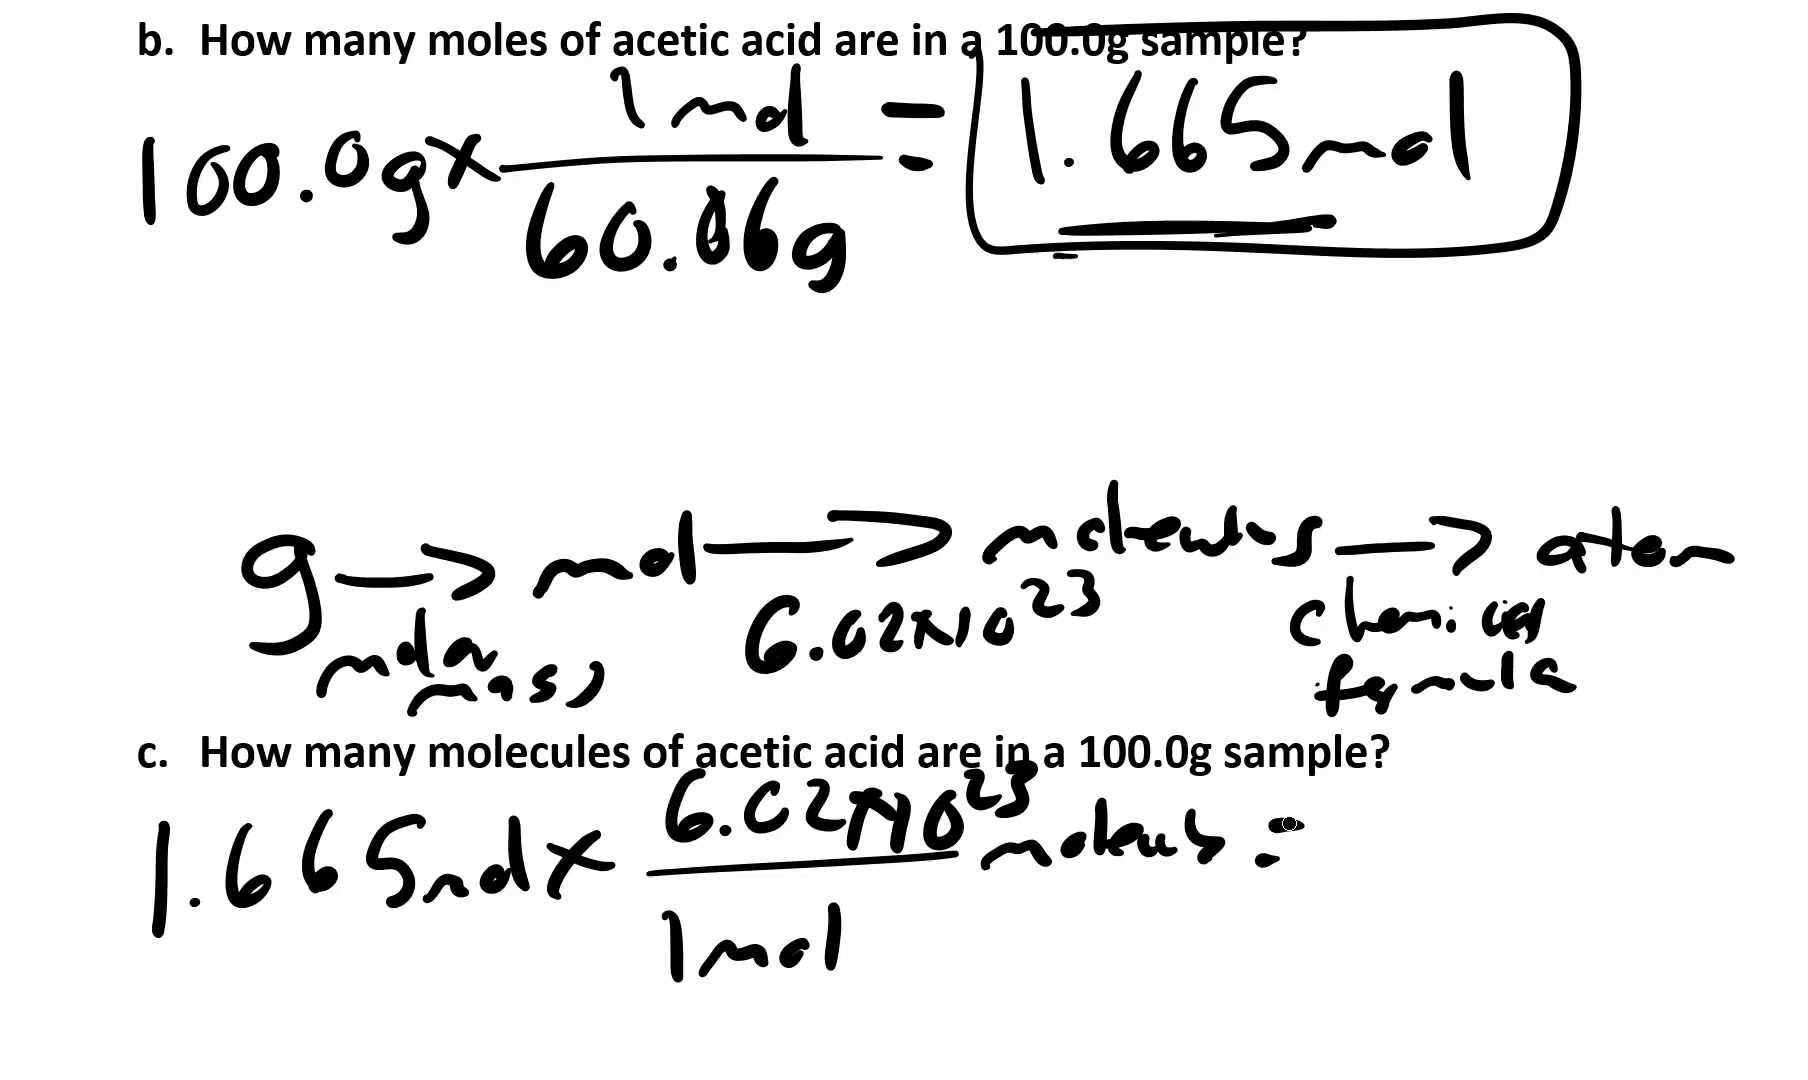 b. How many moles of acetic acid are in a 100.0g sample?
1 mol
100.0g x = 1.665 mol
60.06g
g → mol → molecules → atom
molar mass 6.02x10^23 chemical formula
c. How many molecules of acetic acid are in a 100.0g sample?
6.02x10^23 molecules
1.665 mol x =
1 mol